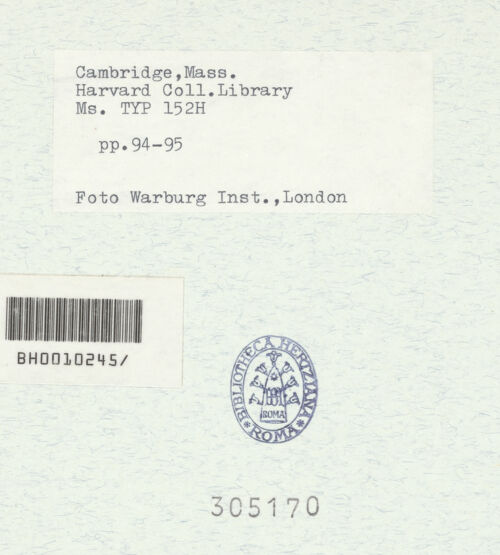 Cambridge,Mass.
Harvard Coll.Library
Ms. TYP 152H
pp.94-95
Foto Warburg Inst.,London
BH0010245/
BIBLIOTHECA HERTZIANA
ROMA
ROMA
305170